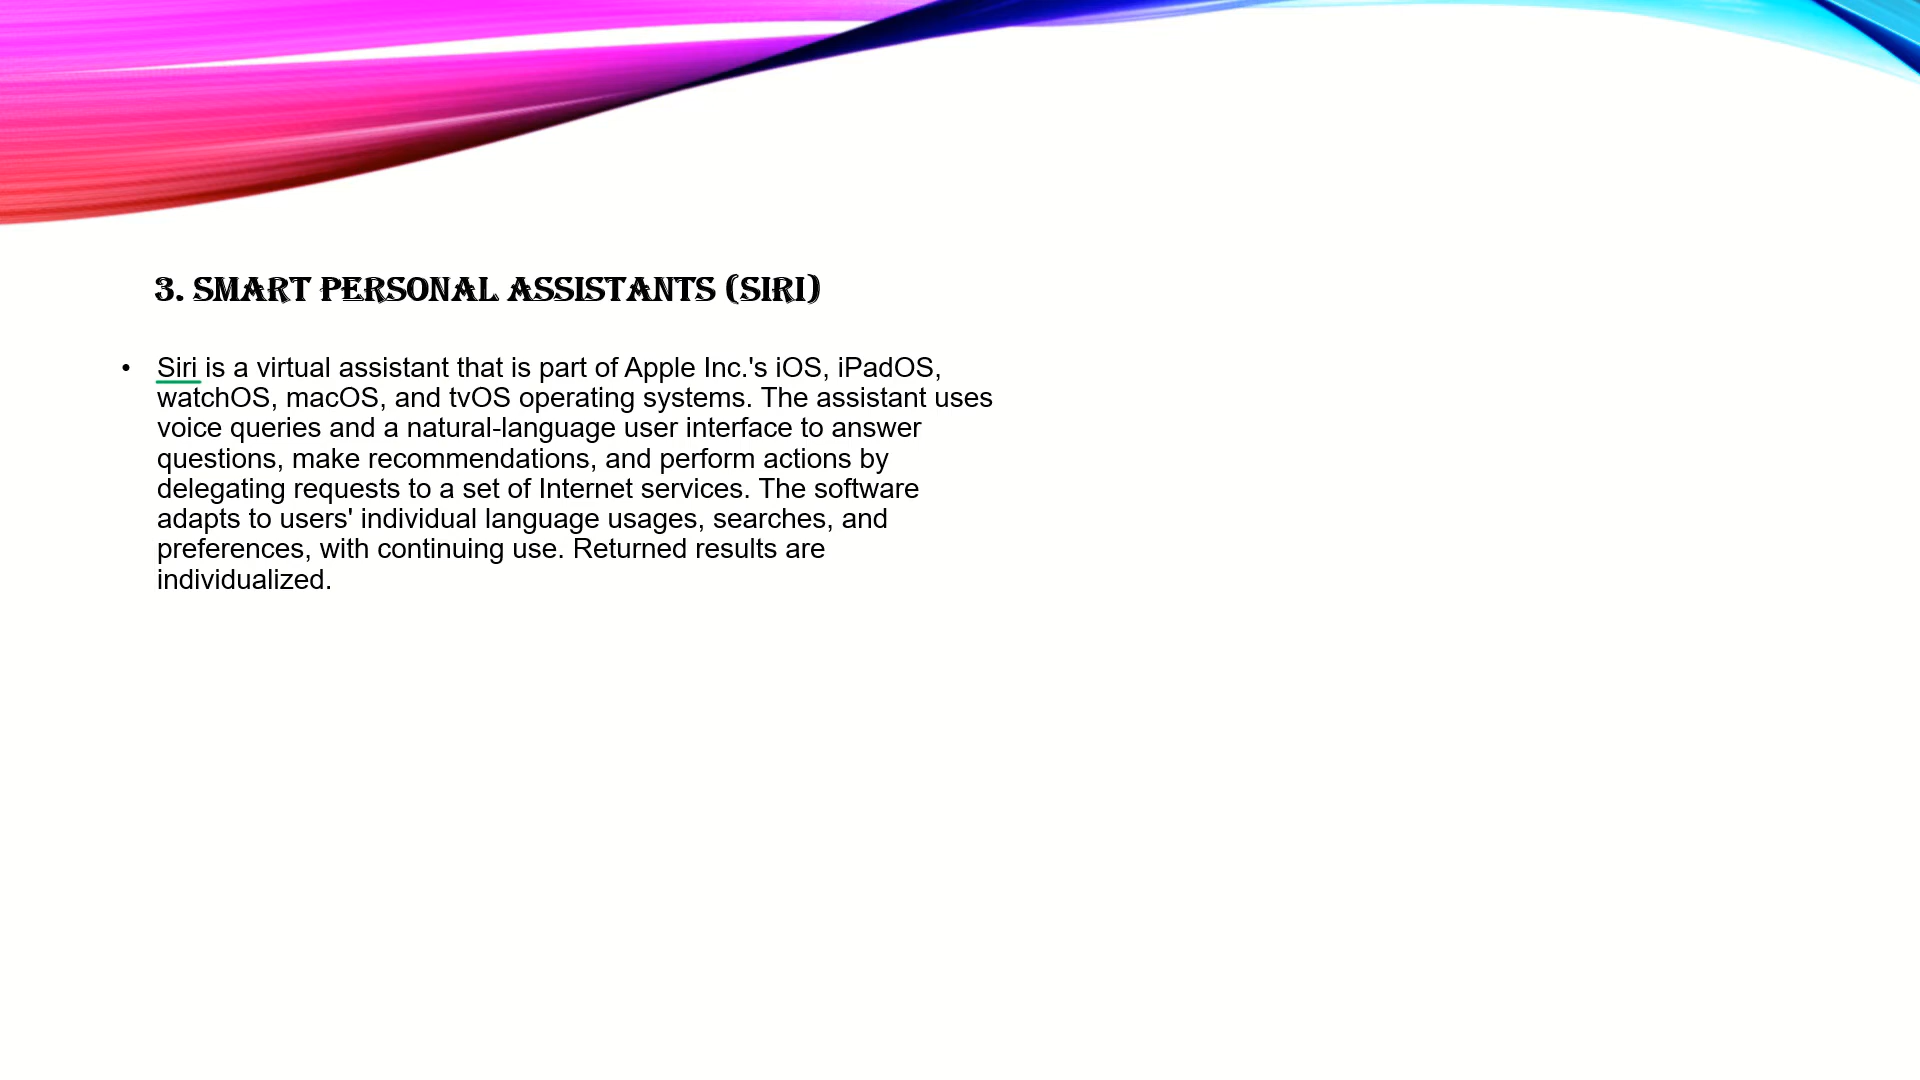 3. SMART PERSONAL ASSISTANTS (SIRI)
• Siri is a virtual assistant that is part of Apple Inc.'s iOS, iPadOS,
watchOS, macOS, and tvOS operating systems. The assistant uses
voice queries and a natural-language user interface to answer
questions, make recommendations, and perform actions by
delegating requests to a set of Internet services. The software
adapts to users' individual language usages, searches, and
preferences, with continuing use. Returned results are
individualized.